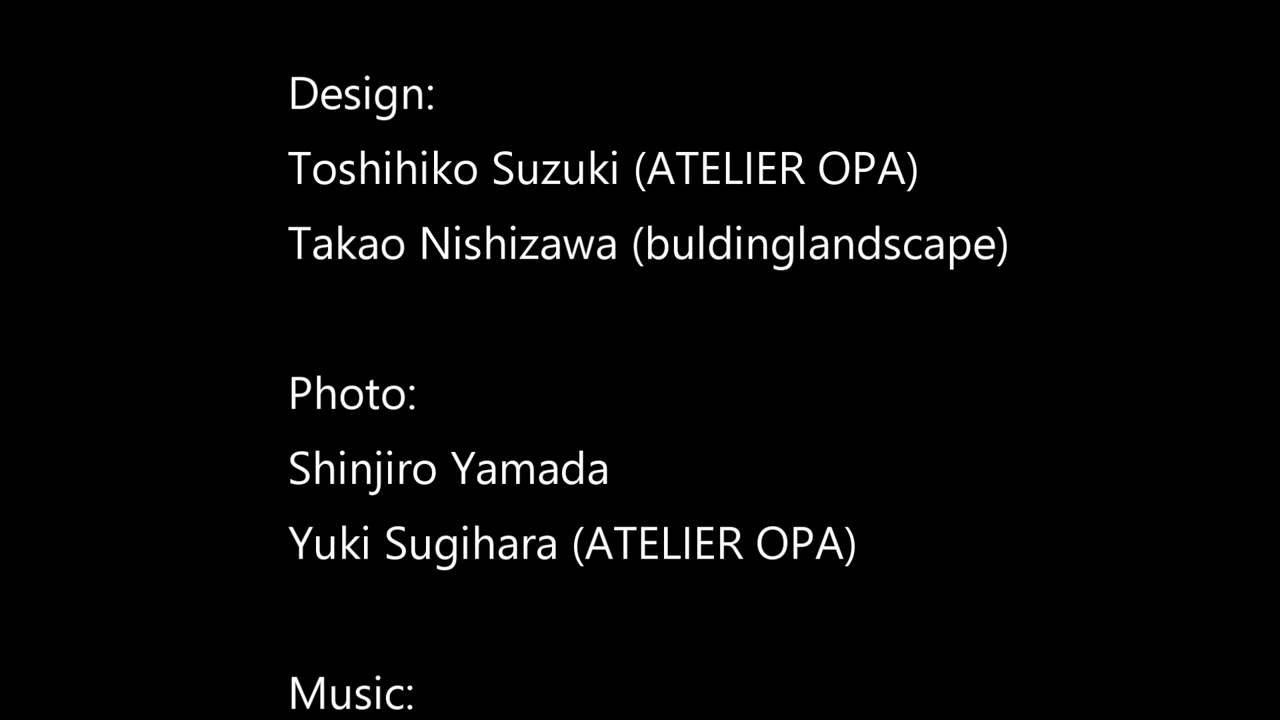 Design:
Toshihiko Suzuki (ATELIER OPA)
Takao Nishizawa (buldinglandscape)
Photo:
Shinjiro Yamada
Yuki Sugihara (ATELIER OPA)
Music: